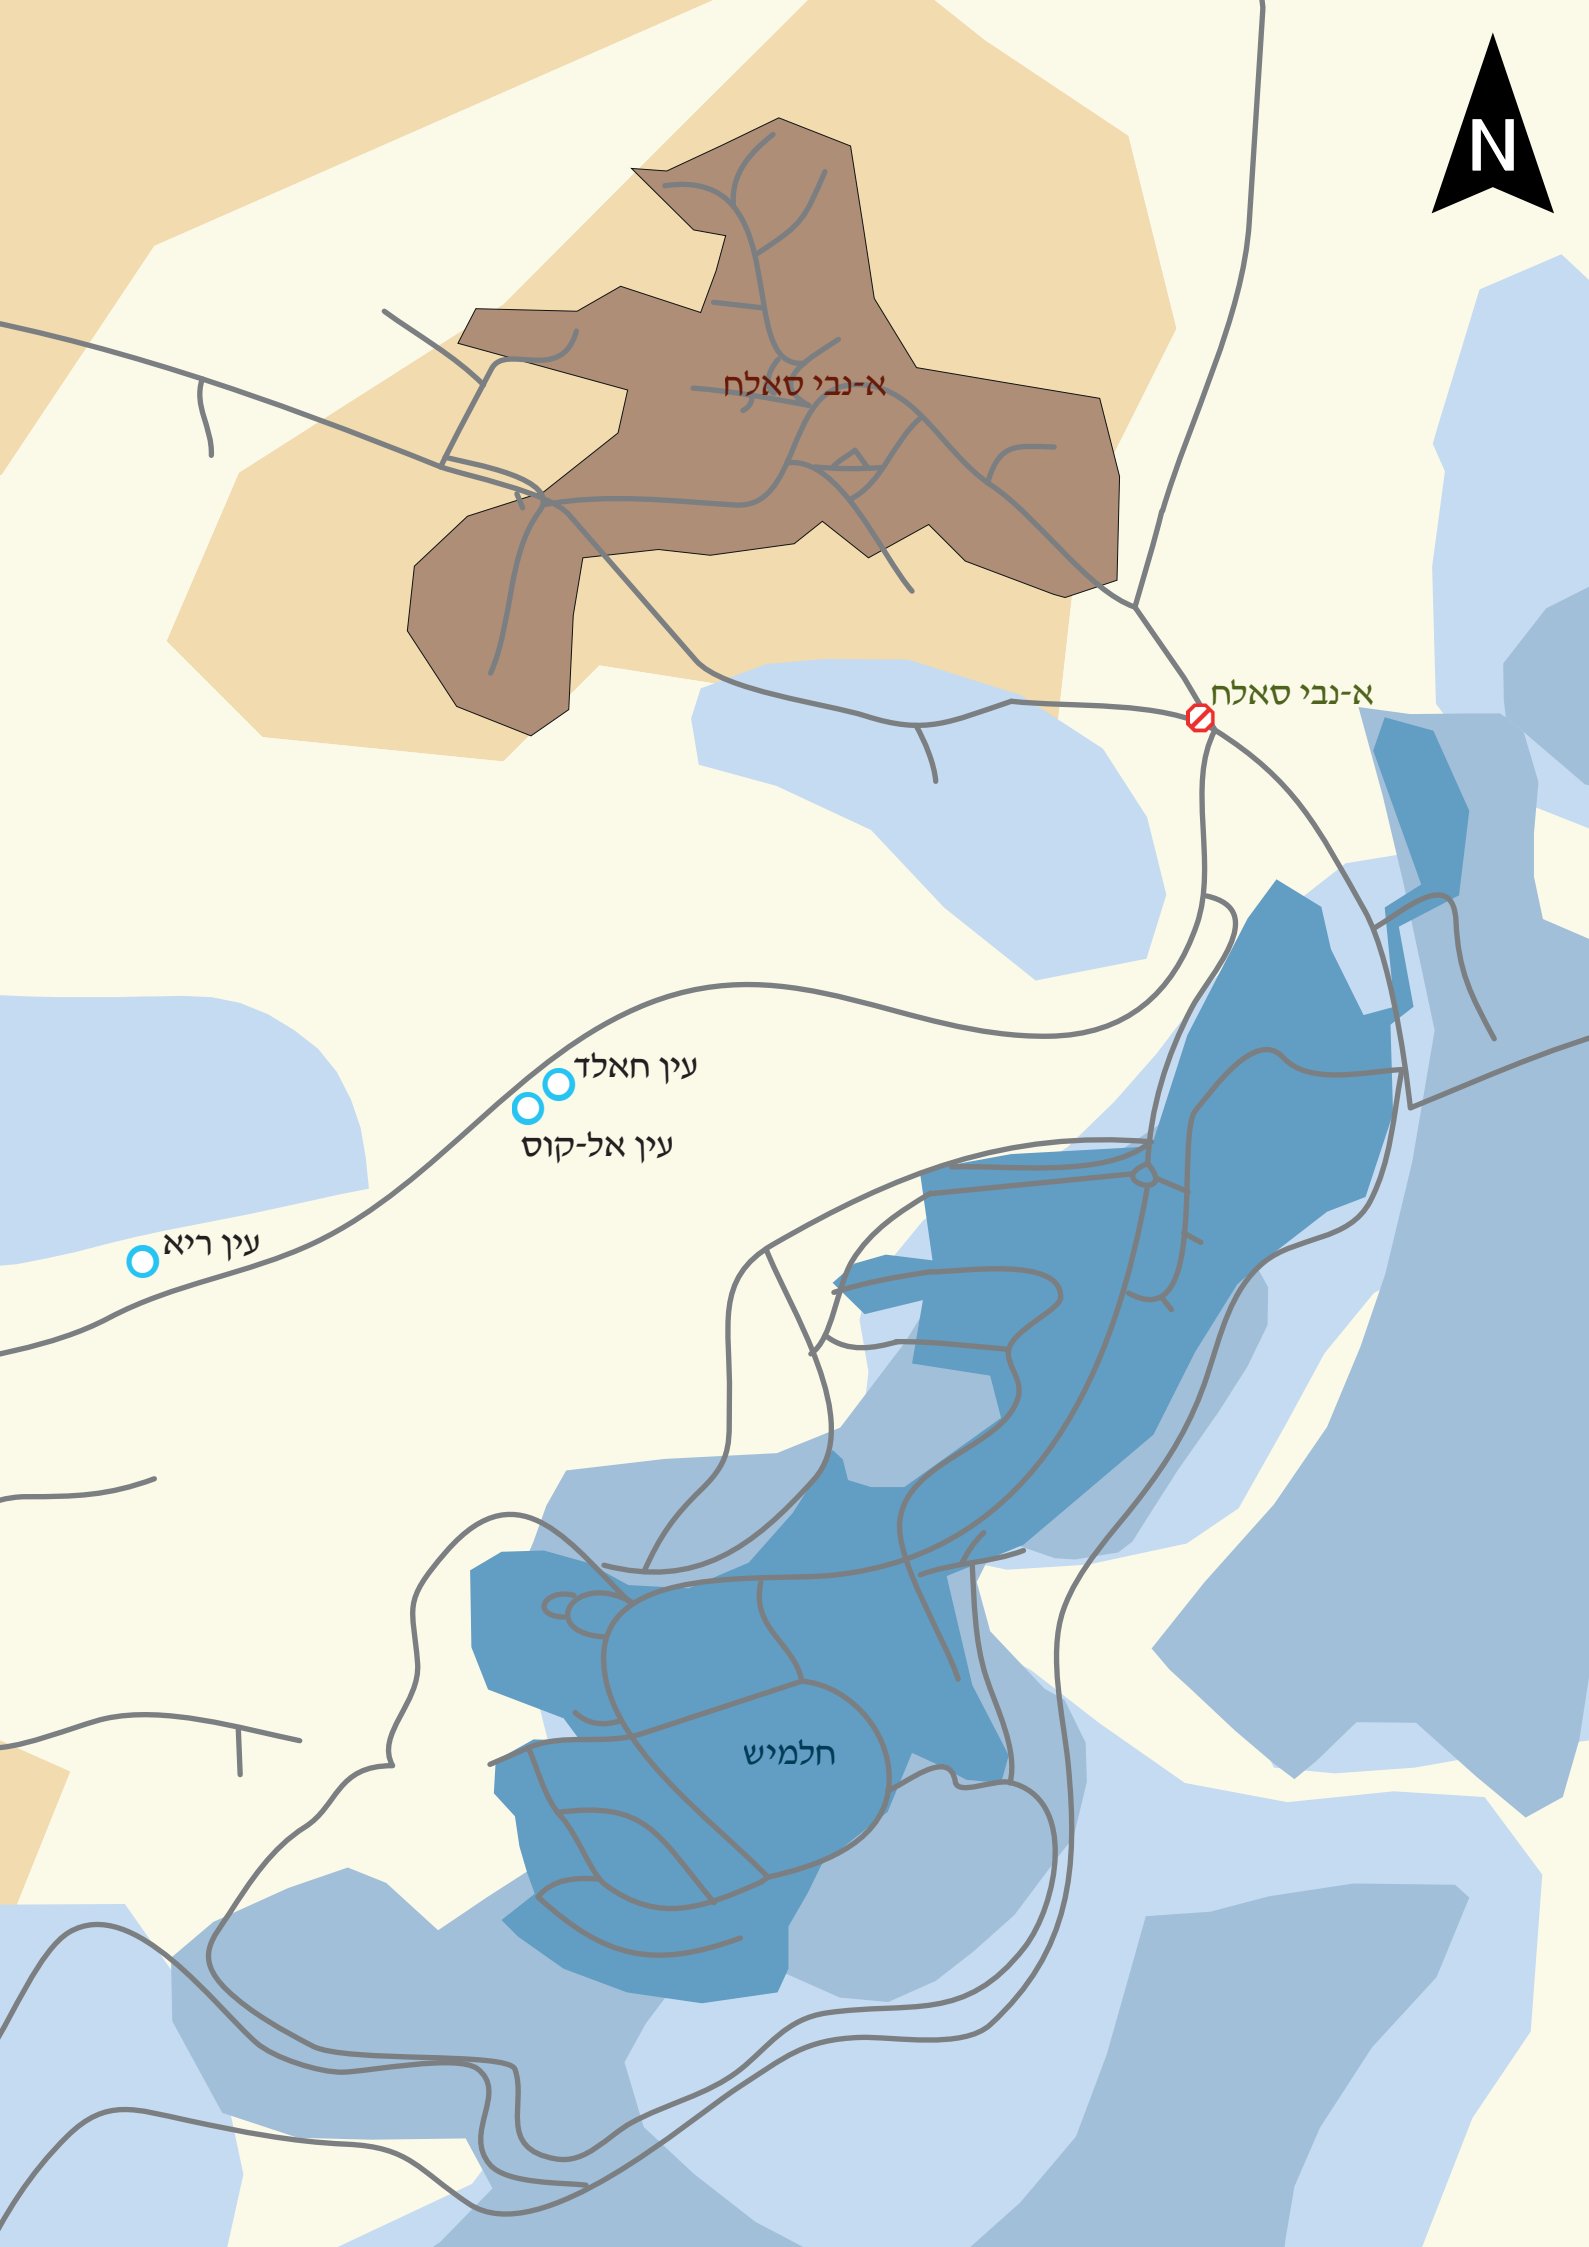 N
א-נבי סאלח
א-נבי סאלח
עין חאלד
עין אל-קוס
עין ריא
חלמיש